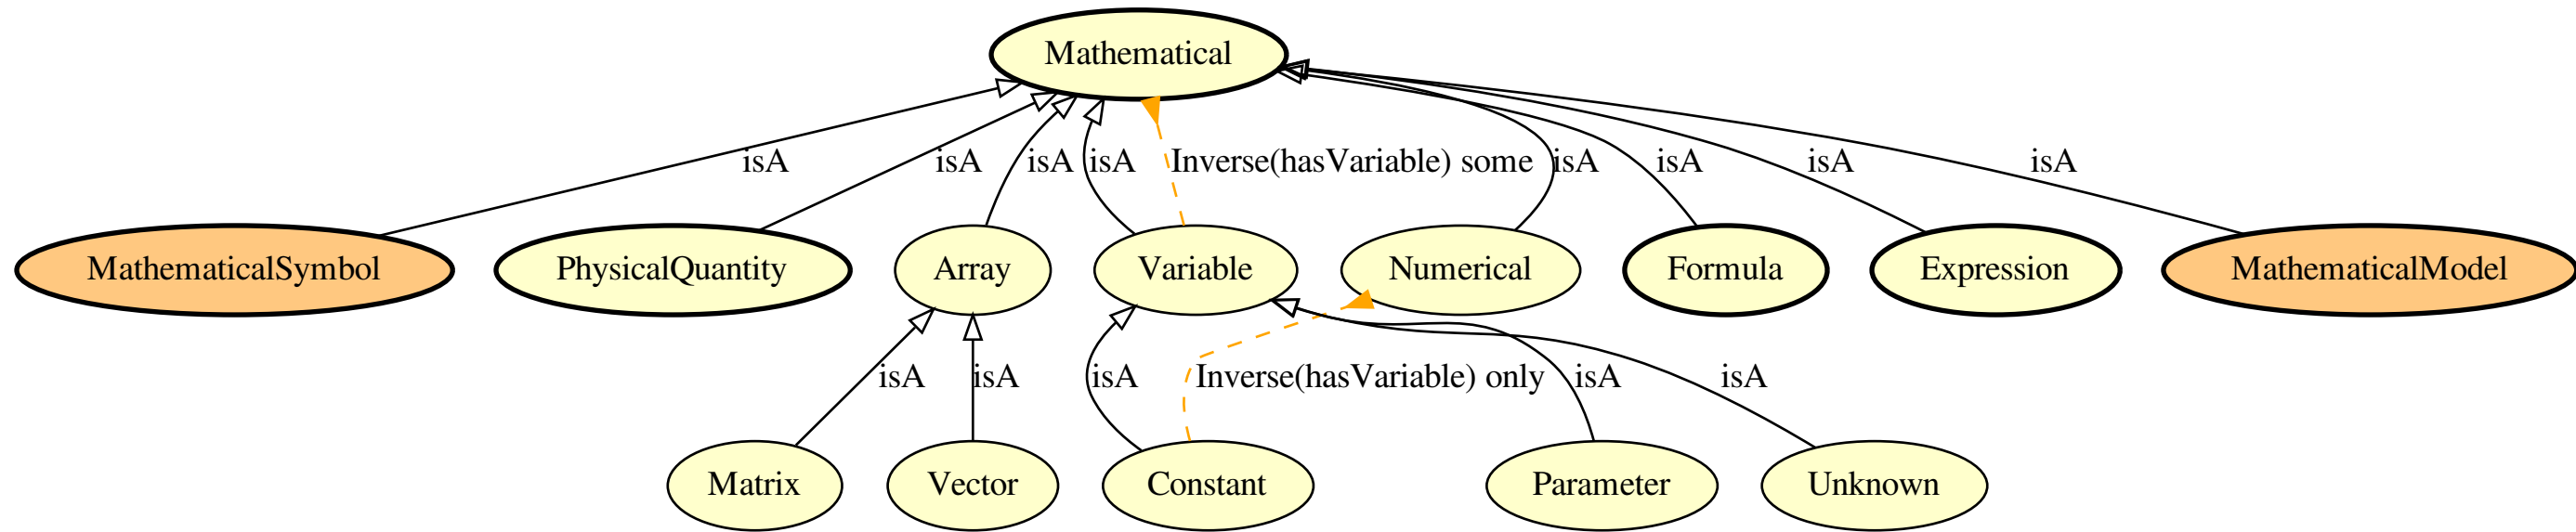 Mathematical
isA
isA
isA
isA
Inverse(hasVariable) some
isA
isA
isA
isA
MathematicalSymbol
PhysicalQuantity
Array
Variable
Numerical
Formula
Expression
MathematicalModel
isA
isA
isA
Inverse(hasVariable) only
isA
isA
Matrix
Vector
Constant
Parameter
Unknown